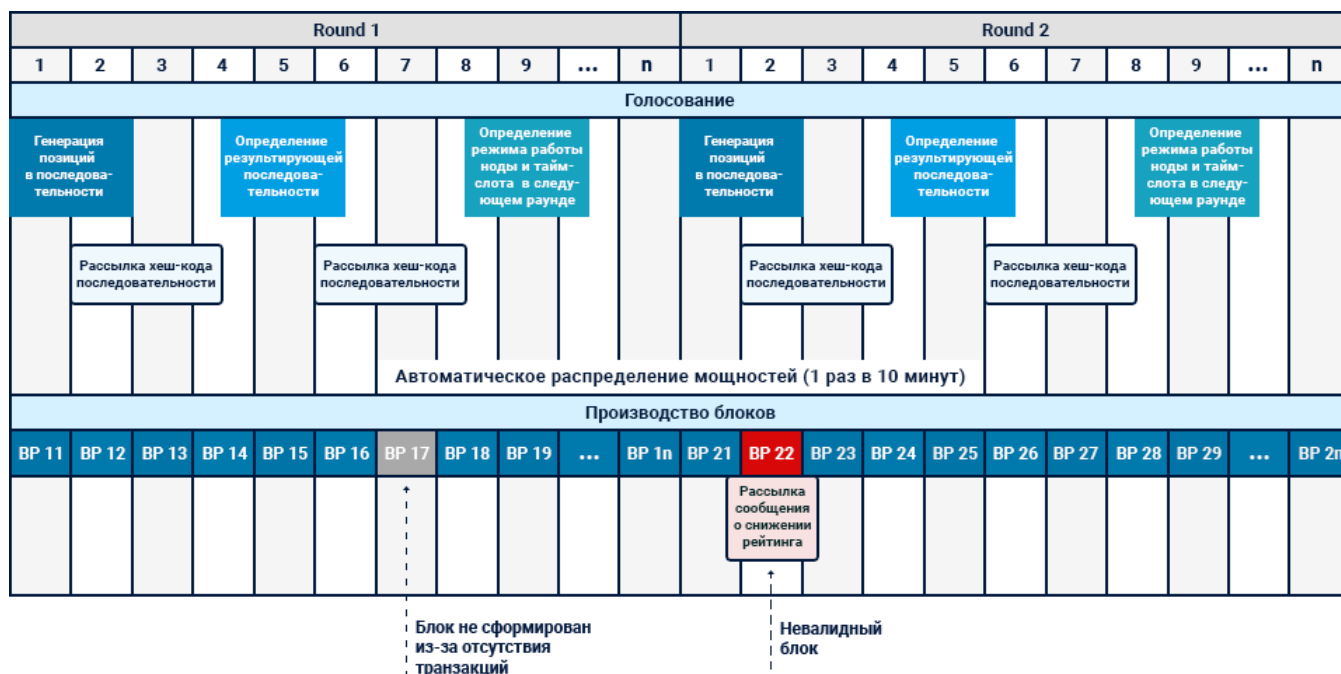 Round 1 Round 2
1 2 3 4 5 6 7 8 9 ... n 1 2 3 4 5 6 7 8 9 ... n
Голосование
Генерация
позиций
в последова-
тельности
Определение
результирующей
последова-
тельности
Определение
режима работы
ноды и тайм-
слота в следу-
ющем раунде
Генерация
позиций
в последова-
тельности
Определение
результирующей
последова-
тельности
Определение
режима работы
ноды и тайм-
слота в следу-
ющем раунде
Рассылка хеш-кода
последовательности
Рассылка хеш-кода
последовательности
Рассылка хеш-кода
последовательности
Рассылка хеш-кода
последовательности
Автоматическое распределение мощностей (1 раз в 10 минут)
Производство блоков
BP 11 BP 12 BP 13 BP 14 BP 15 BP 16 BP 17 BP 18 BP 19 ... BP 1n BP 21 BP 22 BP 23 BP 24 BP 25 BP 26 BP 27 BP 28 BP 29 ... BP 2n
Рассылка
сообщения
о снижении
рейтинга
Блок не сформирован
из-за отсутствия
транзакций
Невалидный
блок